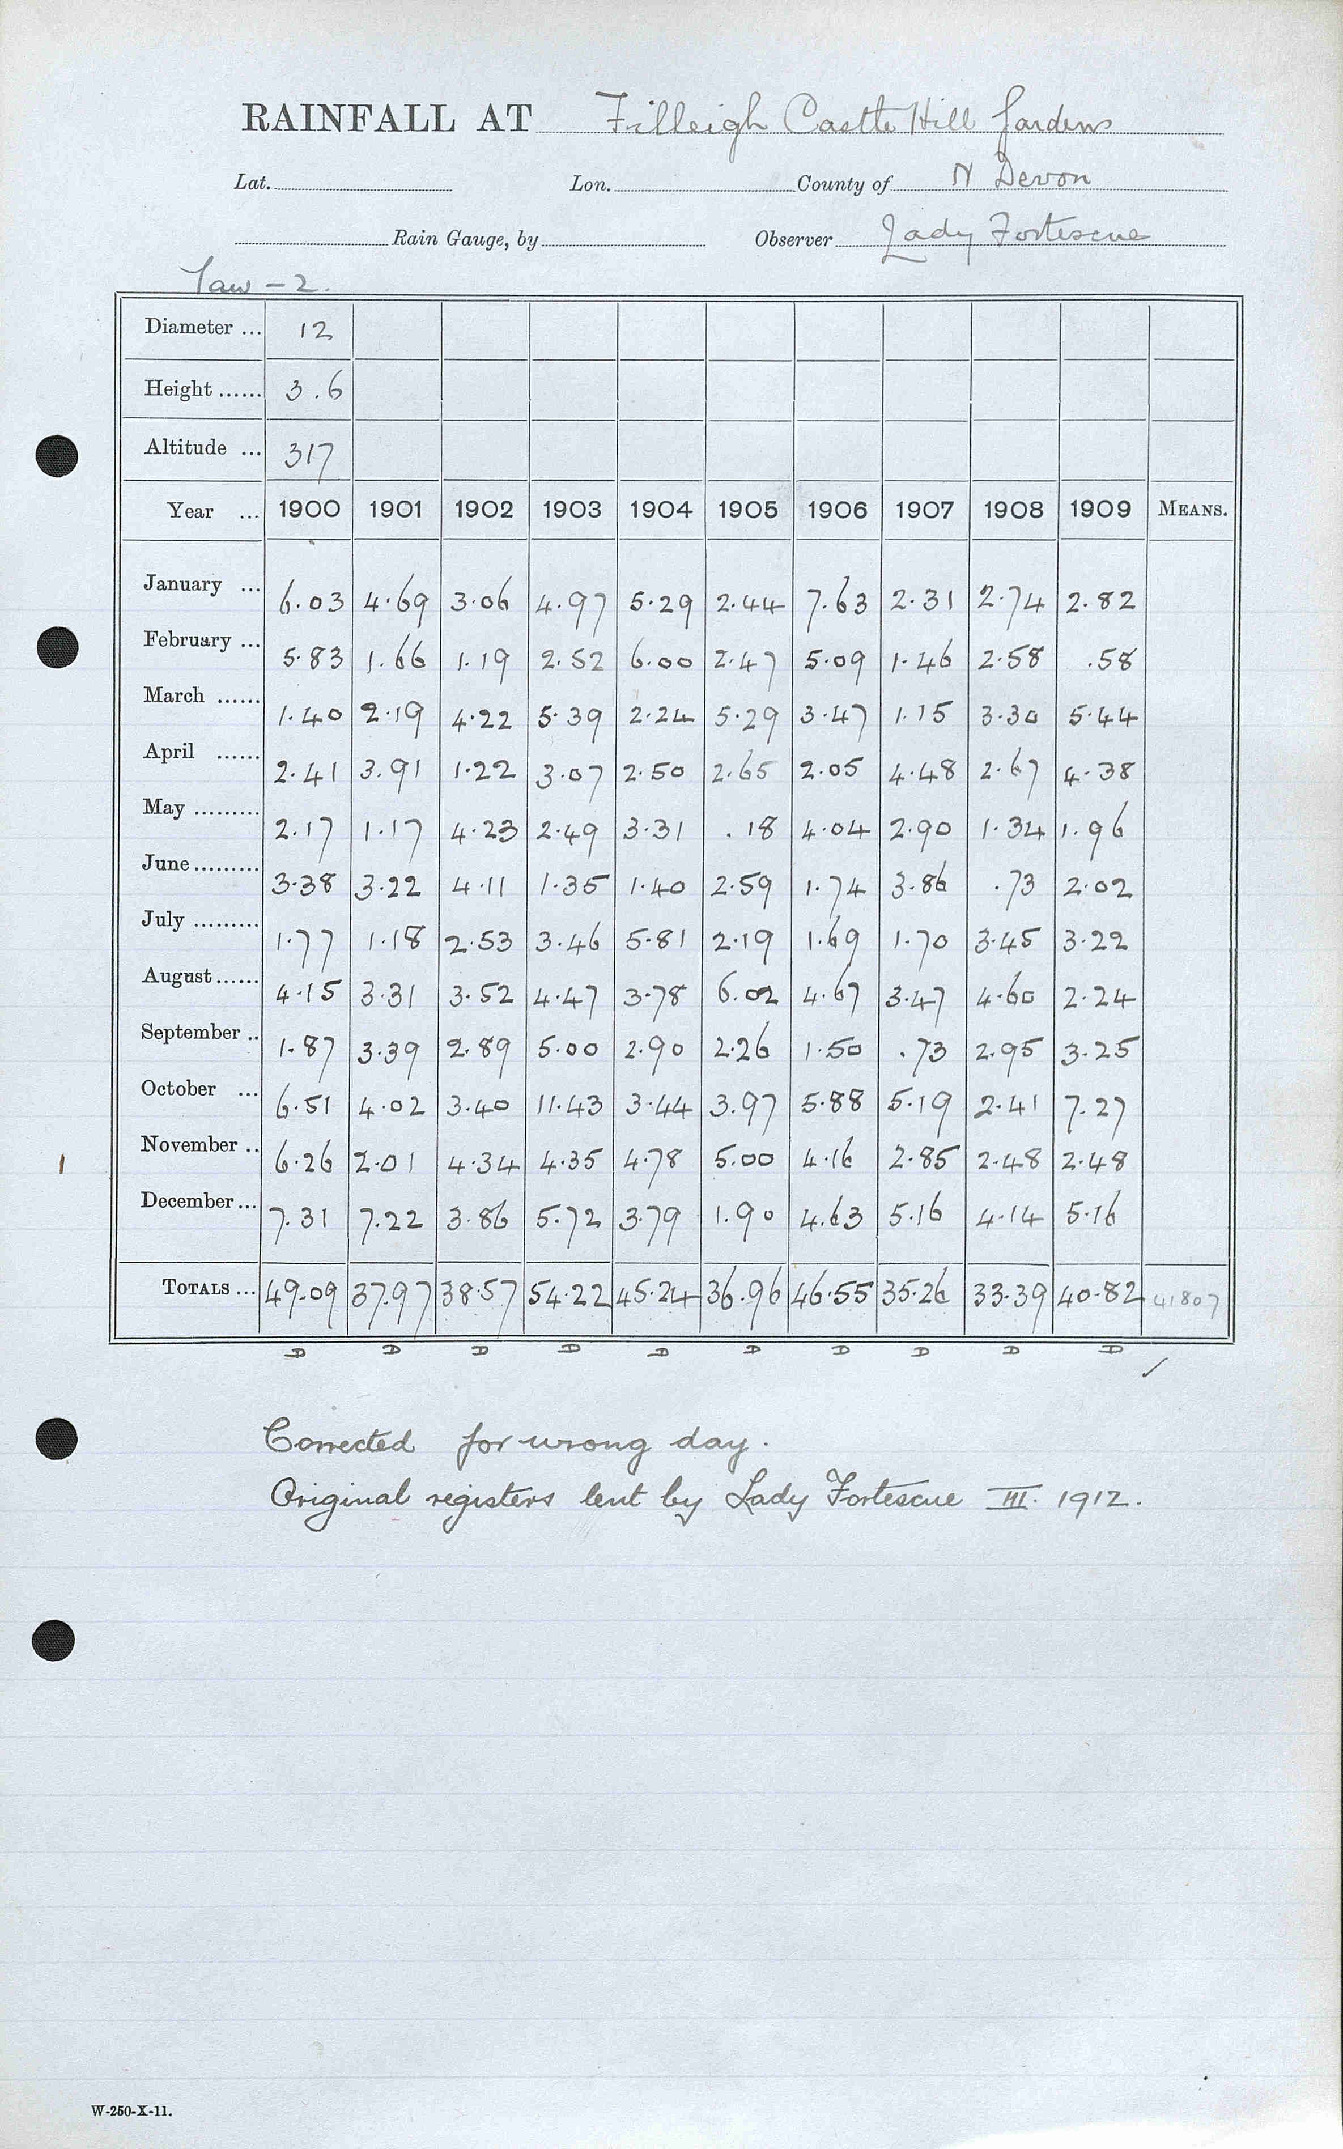 RAINFALL AT Filleigh Castle Hill Gardens
Lat. Lon. County of N Devon
Rain Gauge, by Observer Lady Fortescue
Taw - 2.
Diameter ... 12
Height ...... 3.6
Altitude ... 317
Year ... 1900 1901 1902 1903 1904 1905 1906 1907 1908 1909 MEANS.
January ... 6.03 4.69 3.06 4.97 5.29 2.44 7.63 2.31 2.74 2.82
February ... 5.83 1.66 1.19 2.52 6.00 2.47 5.09 1.46 2.58 .58
March ...... 1.40 2.19 4.22 5.39 2.24 5.29 3.47 1.15 3.30 5.44
April ...... 2.41 3.91 1.22 3.07 2.50 2.65 2.05 4.48 2.67 4.38
May ......... 2.17 1.17 4.23 2.49 3.31 .18 4.04 2.90 1.34 1.96
June ......... 3.38 3.22 4.11 1.35 1.40 2.59 1.74 3.86 .73 2.02
July ......... 1.77 1.18 2.53 3.46 5.81 2.19 1.69 1.70 3.45 3.22
August ...... 4.15 3.31 3.52 4.47 3.78 6.02 4.67 3.47 4.60 2.24
September .. 1.87 3.39 2.89 5.00 2.90 2.26 1.50 .73 2.95 3.25
October ... 6.51 4.02 3.40 11.43 3.44 3.97 5.88 5.19 2.41 7.27
November .. 6.26 2.01 4.34 4.35 4.78 5.00 4.16 2.85 2.48 2.48
December ... 7.31 7.22 3.86 5.72 3.79 1.90 4.63 5.16 4.14 5.16
TOTALS ... 49.09 37.97 38.57 54.22 45.24 36.96 46.55 35.26 33.39 40.82 41807
D D D D D D D D D D
Corrected for wrong day.
Original registers lent by Lady Fortescue III. 1912.
W-250-X-11.